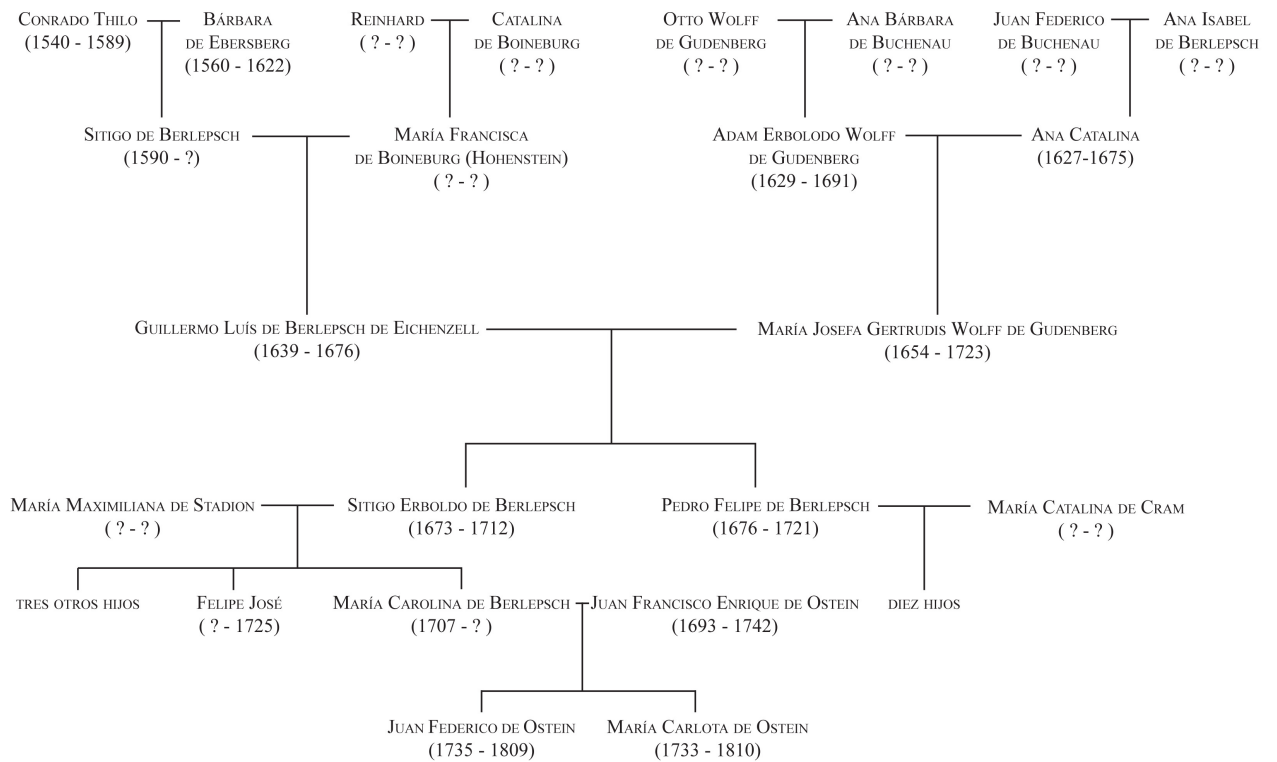 Conrado Thilo
(1540 - 1589)
Bárbara
de Ebersberg
(1560 - 1622)
Reinhard
( ? - ? )
Catalina
de Boineburg
( ? - ? )
Otto Wolff
de Gudenberg
( ? - ? )
Ana Bárbara
de Buchenau
( ? - ? )
Juan Federico
de Buchenau
( ? - ? )
Ana Isabel
de Berlepsch
( ? - ? )
Sitigo de Berlepsch
(1590 - ?)
María Francisca
de Boineburg (Hohenstein)
( ? - ? )
Adam Erbolodo Wolff
de Gudenberg
(1629 - 1691)
Ana Catalina
(1627-1675)
Guillermo Luís de Berlepsch de Eichenzell
(1639 - 1676)
María Josefa Gertrudis Wolff de Gudenberg
(1654 - 1723)
María Maximiliana de Stadion
( ? - ? )
Sitigo Erboldo de Berlepsch
(1673 - 1712)
Pedro Felipe de Berlepsch
(1676 - 1721)
María Catalina de Cram
( ? - ? )
tres otros hijos
Felipe José
( ? - 1725)
María Carolina de Berlepsch
(1707 - ? )
Juan Francisco Enrique de Ostein
(1693 - 1742)
diez hijos
Juan Federico de Ostein
(1735 - 1809)
María Carlota de Ostein
(1733 - 1810)